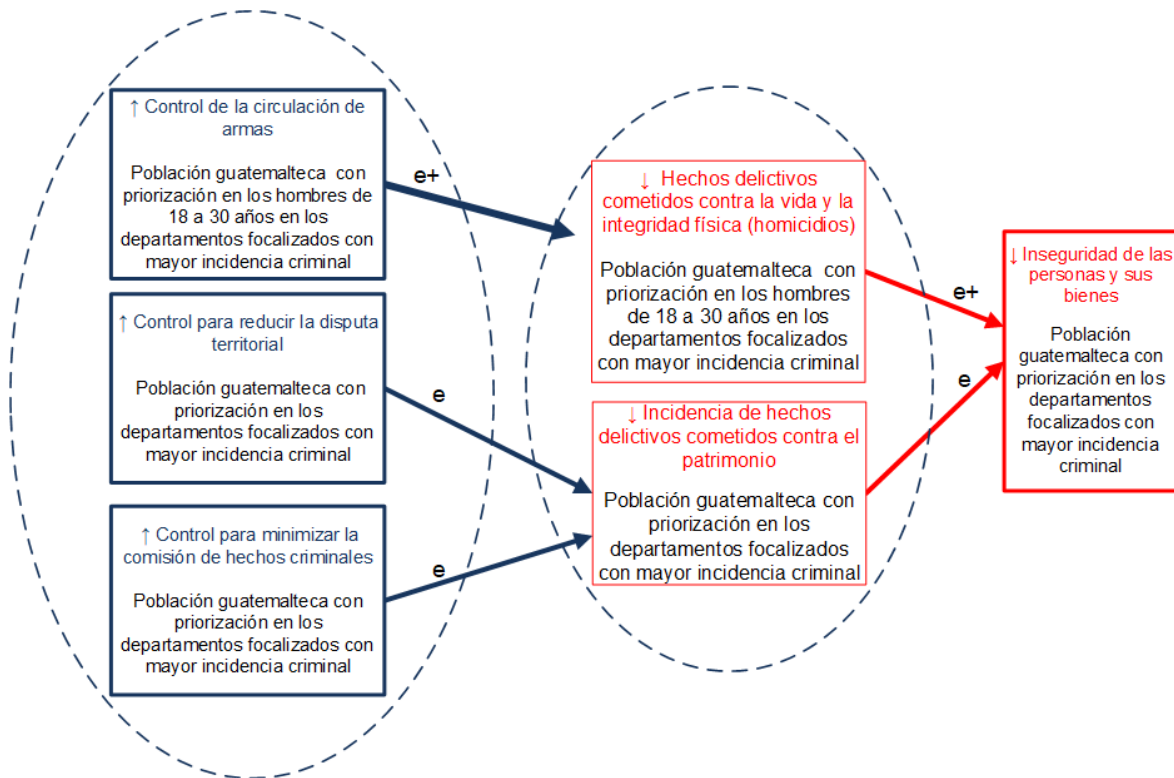 ↑ Control de la circulación de
armas
Población guatemalteca con
priorización en los hombres de
18 a 30 años en los
departamentos focalizados con
mayor incidencia criminal
e+
↑ Control para reducir la disputa
territorial
Población guatemalteca con
priorización en los
departamentos focalizados con
mayor incidencia criminal
e
↑ Control para minimizar la
comisión de hechos criminales
Población guatemalteca con
priorización en los
departamentos focalizados con
mayor incidencia criminal
e
↓ Hechos delictivos
cometidos contra la vida y la
integridad física (homicidios)
Población guatemalteca con
priorización en los hombres
de 18 a 30 años en los
departamentos focalizados
con mayor incidencia criminal
e+
↓ Incidencia de hechos
delictivos cometidos contra el
patrimonio
Población guatemalteca con
priorización en los
departamentos focalizados
con mayor incidencia criminal
e
↓ Inseguridad de las
personas y sus
bienes
Población
guatemalteca con
priorización en los
departamentos
focalizados con
mayor incidencia
criminal